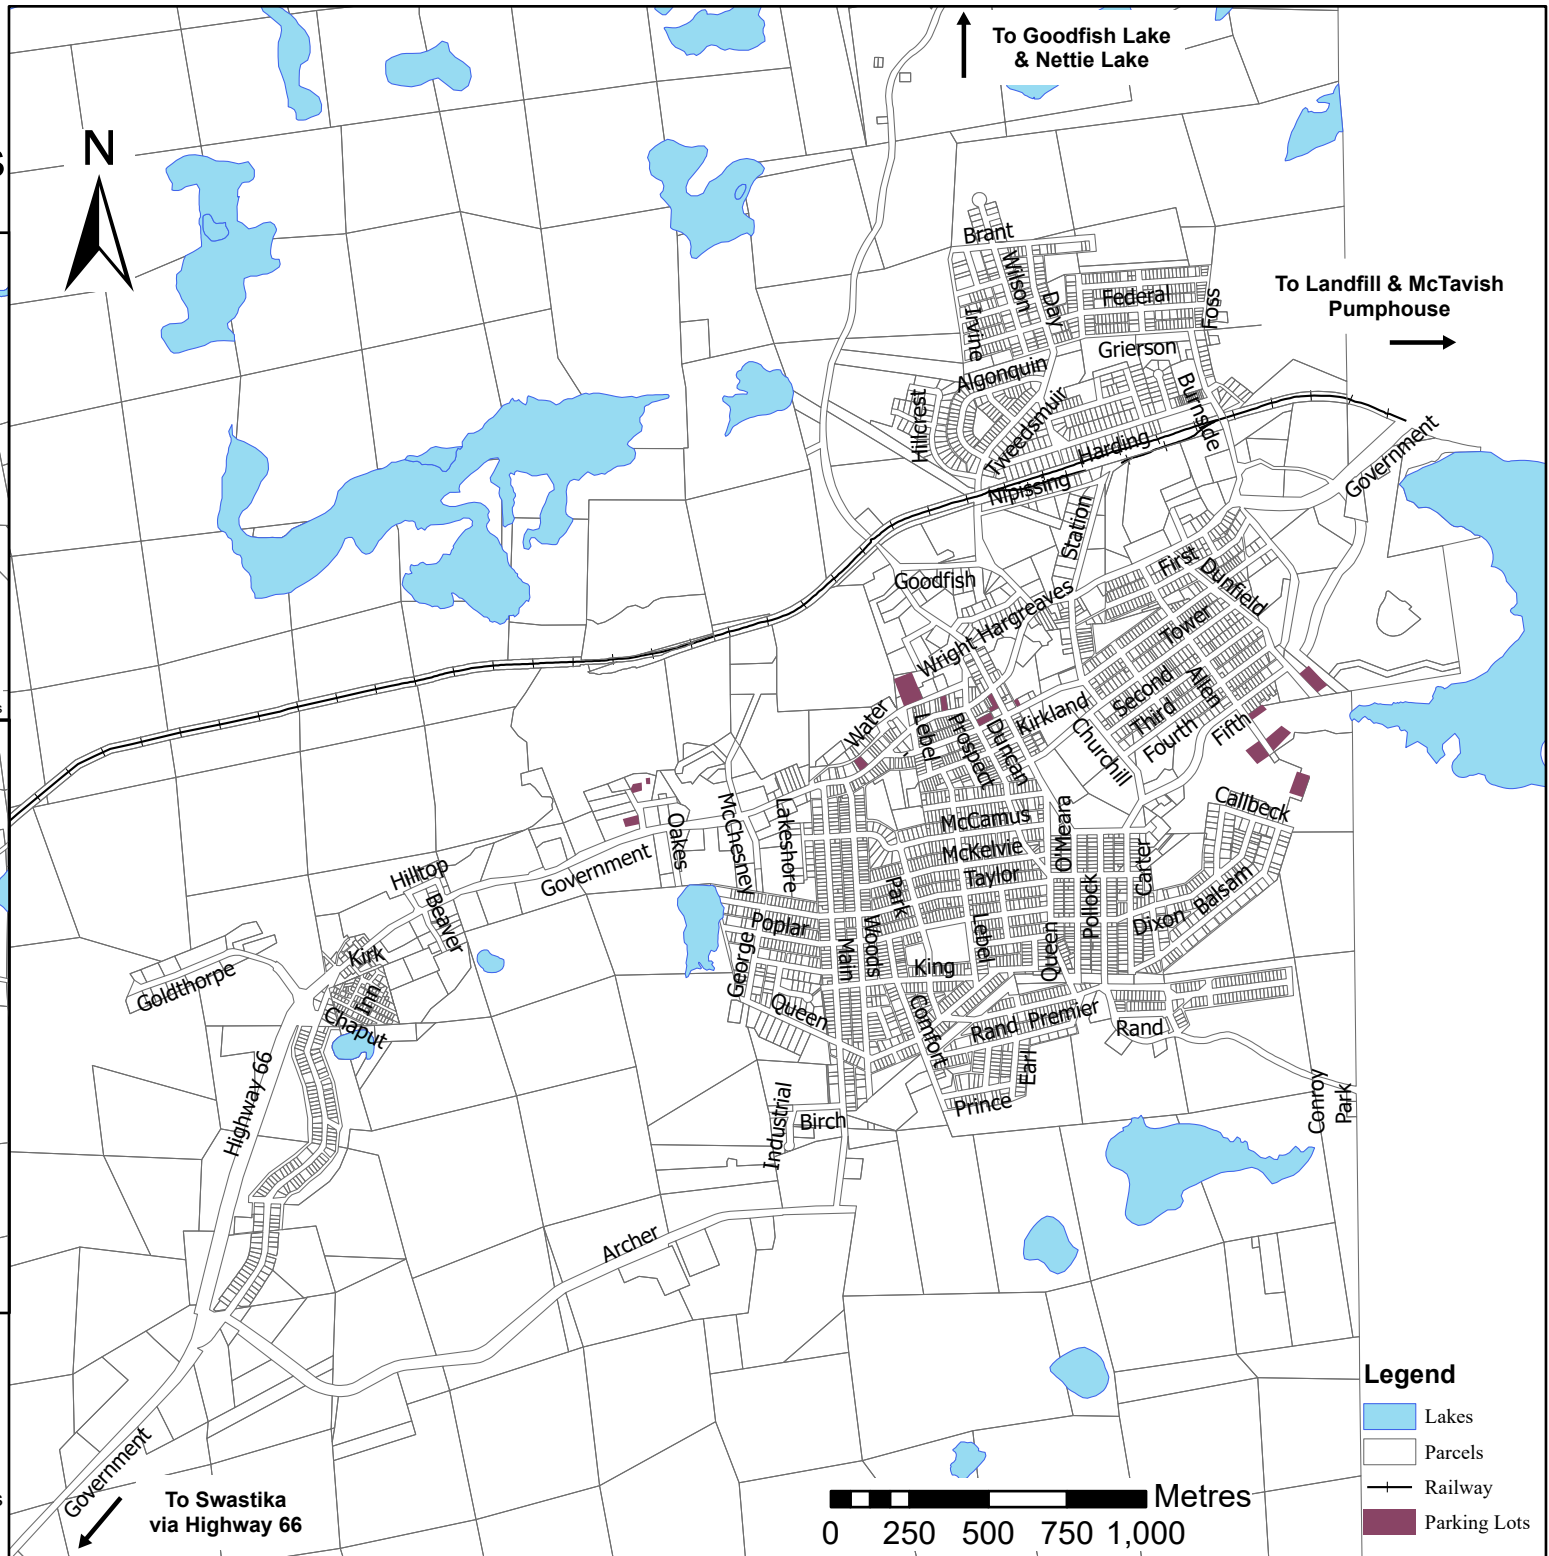 To Goodfish Lake
& Nettie Lake
N
Brant
Wilson
Day
Federal
Foss
To Landfill & McTavish
Pumphouse
Irvine
Grierson
Algonquin
Hillcrest
Tweedsmuir
Burnside
Harding
Nipissing
Government
Station
Goodfish
First
Dunfield
Wright Hargreaves
Tower
Water
Lebel
Prospect
Duncan
Kirkland
Churchill
Second
Allen
Third
Fourth
Fifth
Callbeck
Oakes
McChesney
Lakeshore
McCamus
McKelvie
Taylor
O'Meara
Carter
Pollock
Hilltop
Government
Beaver
Park
Poplar
Woods
Main
George
Lebel
Queen
Dixon
Balsam
Kirk
Goldthorpe
Inn
Chaput
King
Queen
Comfort
Rand
Premier
Rand
Earl
Prince
Highway 66
Industrial
Birch
Conroy
Park
Archer
Government
To Swastika
via Highway 66
Legend
Lakes
Parcels
Railway
Parking Lots
Metres
0 250 500 750 1,000